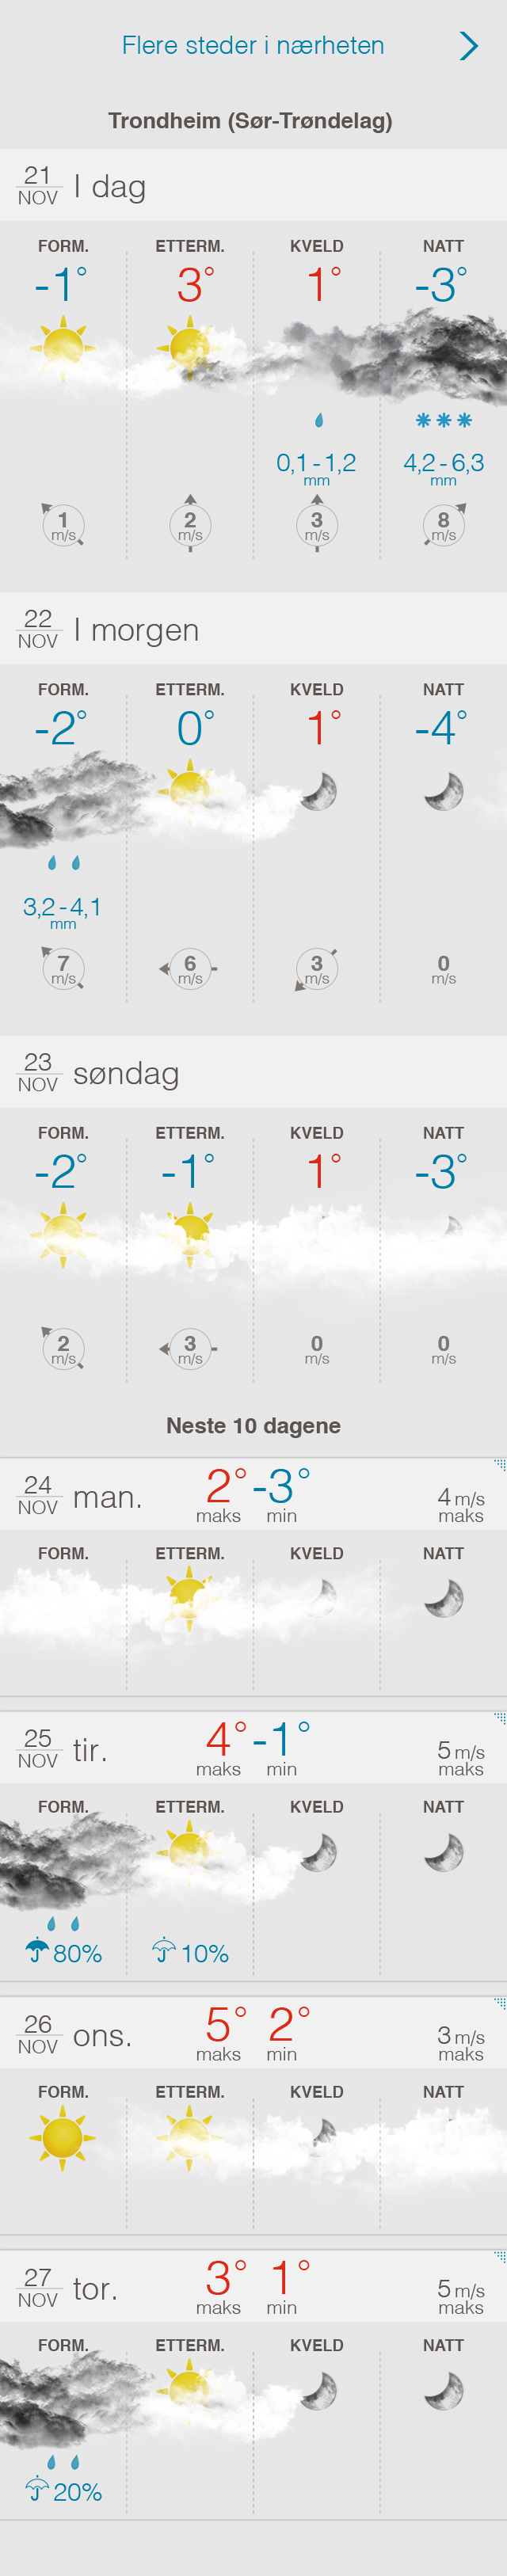 Flere steder i nærheten
Trondheim (Sør-Trøndelag)
21
NOV
I dag
FORM. ETTERM. KVELD NATT
-1° 3° 1° -3°
0,1 - 1,2 4,2 - 6,3
mm mm
1 2 3 8
m/s m/s m/s m/s
22
NOV
I morgen
FORM. ETTERM. KVELD NATT
-2° 0° 1° -4°
3,2 - 4,1
mm
7 6 3 0
m/s m/s m/s m/s
23
NOV
søndag
FORM. ETTERM. KVELD NATT
-2° -1° 1° -3°
2 3 0 0
m/s m/s m/s m/s
Neste 10 dagene
24
NOV
man.
2° -3°
maks min
4 m/s
maks
FORM. ETTERM. KVELD NATT
25
NOV
tir.
4° -1°
maks min
5 m/s
maks
FORM. ETTERM. KVELD NATT
80% 10%
26
NOV
ons.
5° 2°
maks min
3 m/s
maks
FORM. ETTERM. KVELD NATT
27
NOV
tor.
3° 1°
maks min
5 m/s
maks
FORM. ETTERM. KVELD NATT
20%